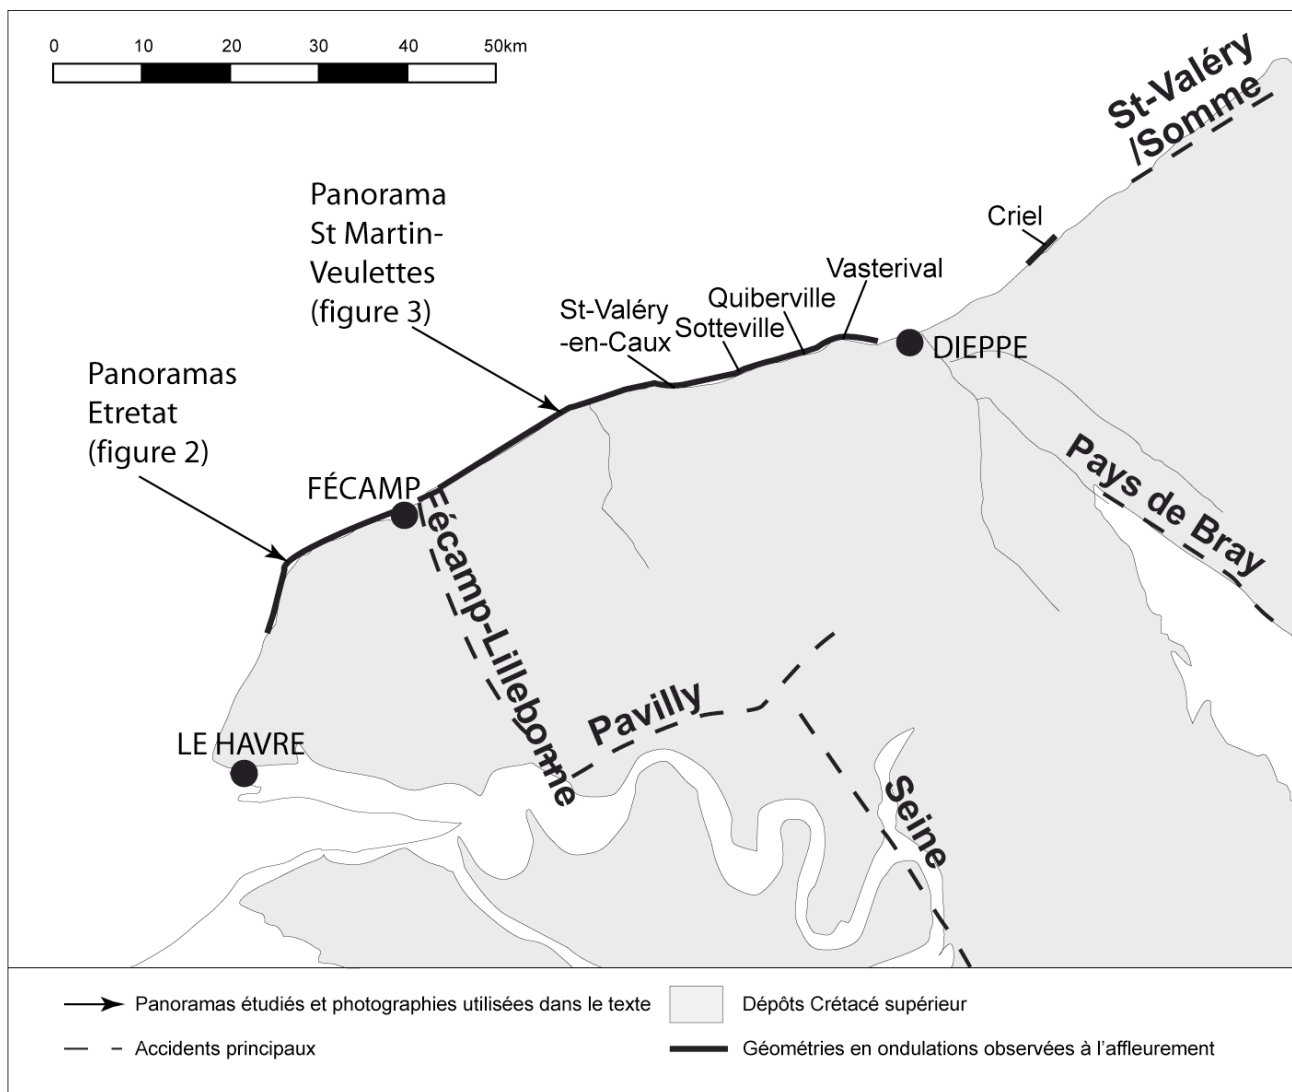 0 10 20 30 40 50km
St-Valéry
/Somme
Panorama
St Martin-
Veulettes
(figure 3)
Criel
Vasterival
Quiberville
St-Valéry
-en-Caux
Sotteville
DIEPPE
Panoramas
Etretat
(figure 2)
FÉCAMP
Pays de Bray
Fécamp-Lillebonne
Pavilly
LE HAVRE
Seine
Panoramas étudiés et photographies utilisées dans le texte
Dépôts Crétacé supérieur
Accidents principaux
Géométries en ondulations observées à l'affleurement